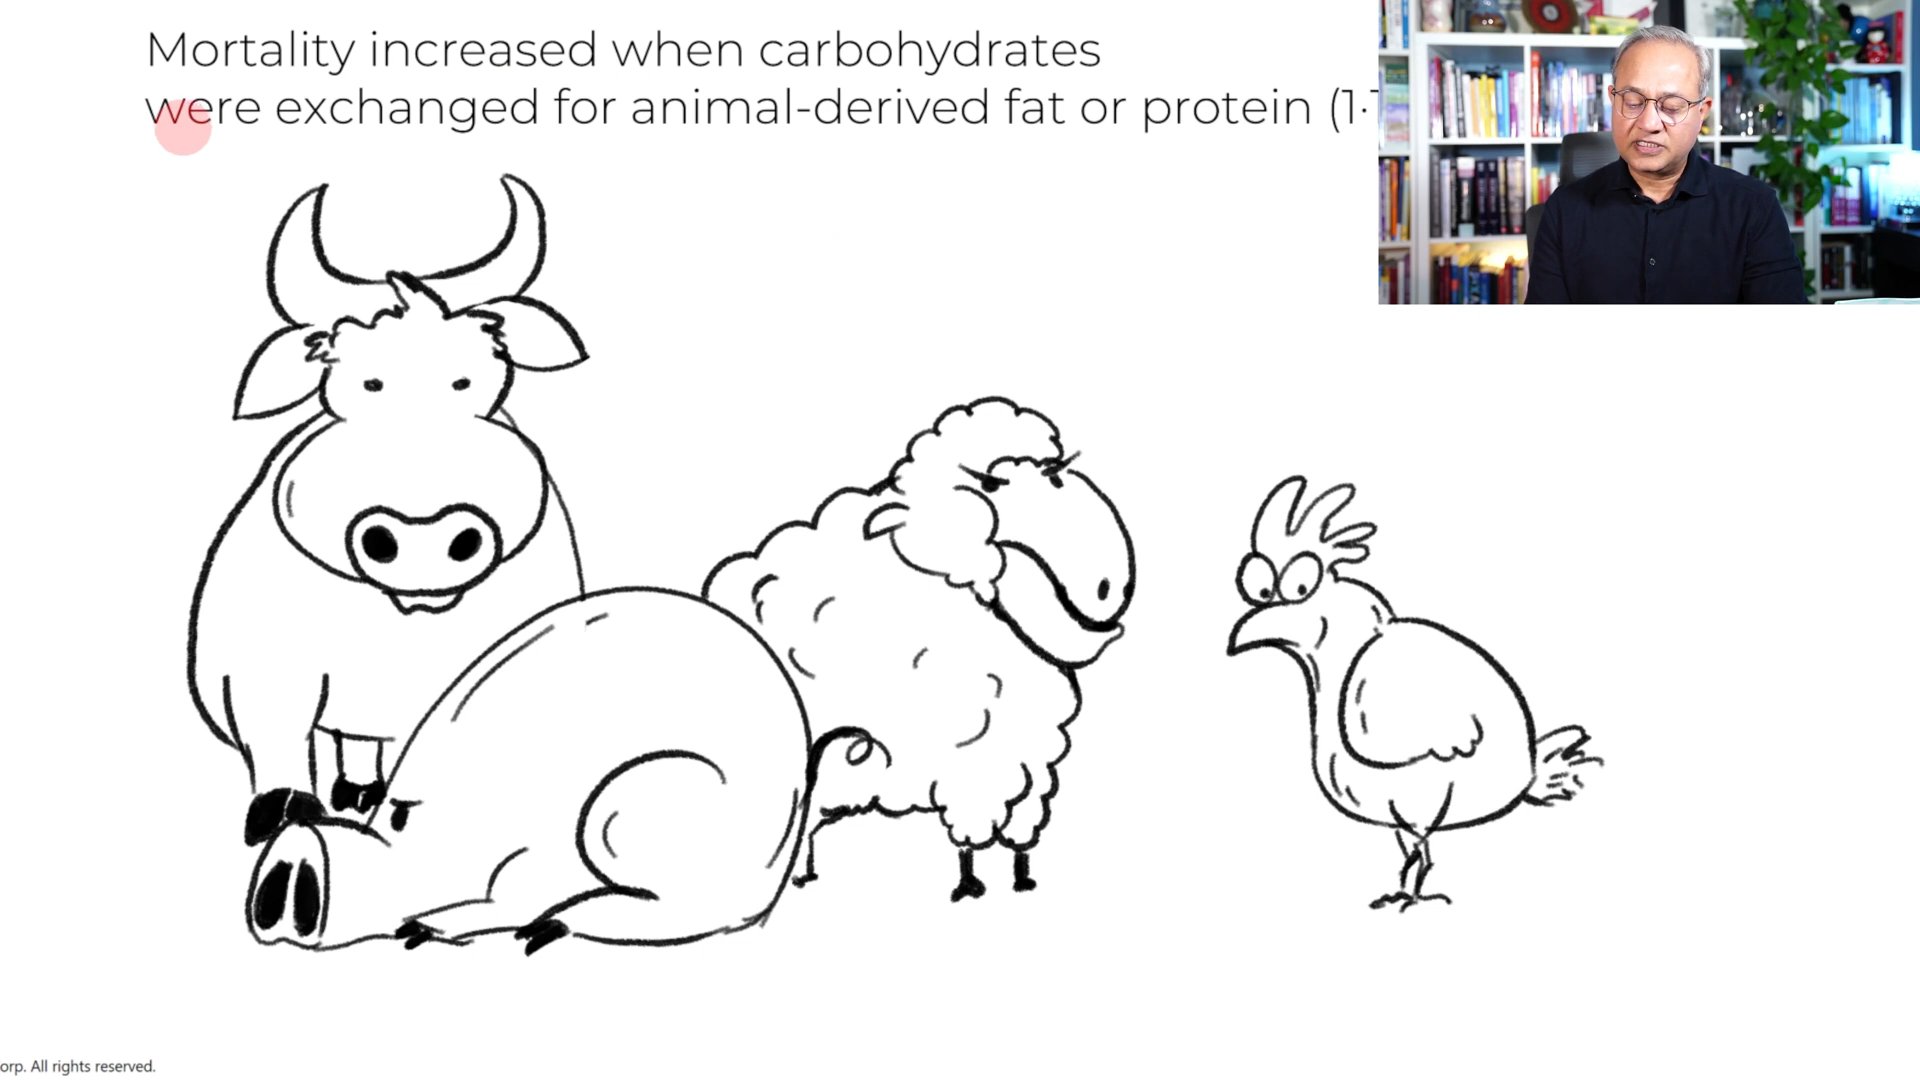 Mortality increased when carbohydrates
were exchanged for animal-derived fat or protein (1·
orp. All rights reserved.